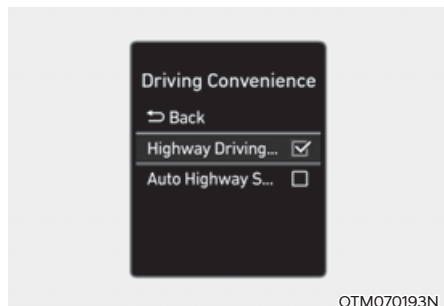 Driving Convenience
Back
Highway Driving...
Auto Highway S...
OTM070193N